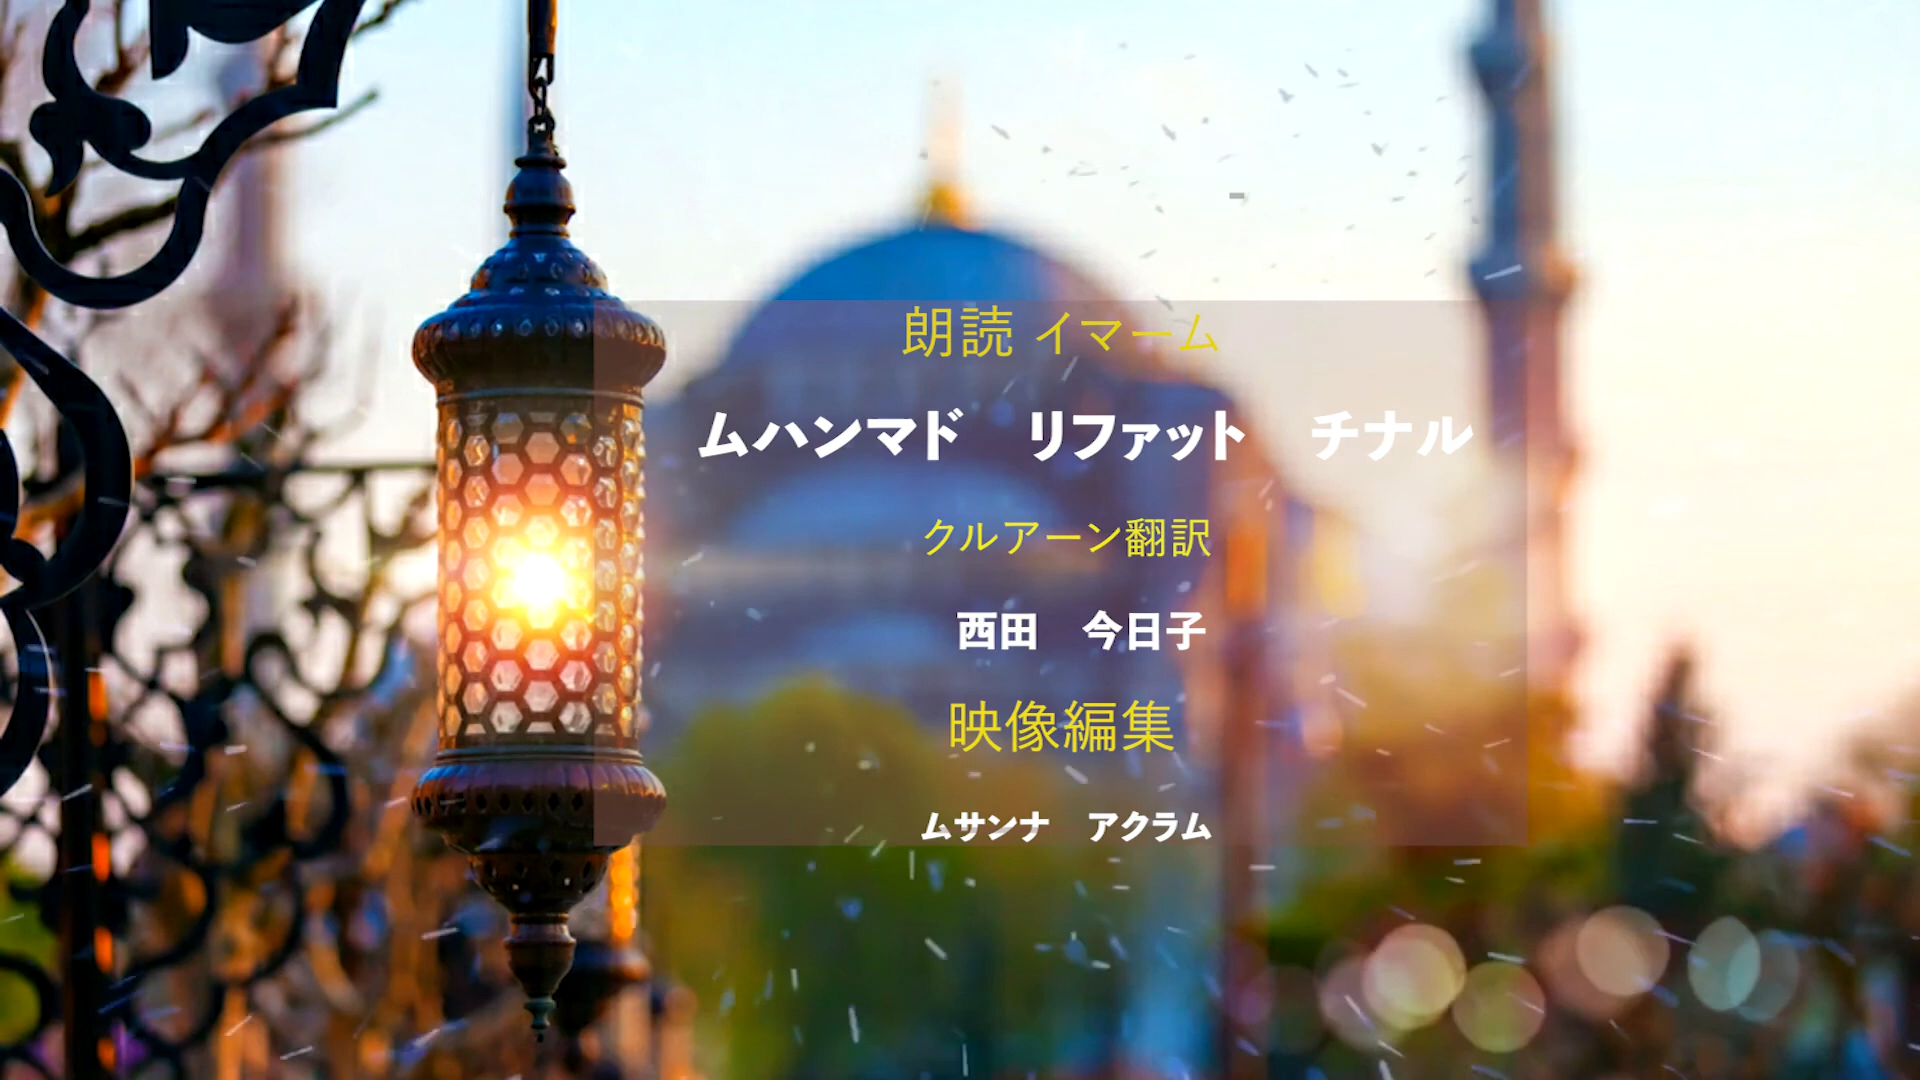 朗読 イマーム
ムハンマド　リファット　チナル
クルアーン翻訳
西田　今日子
映像編集
ムサンナ　アクラム